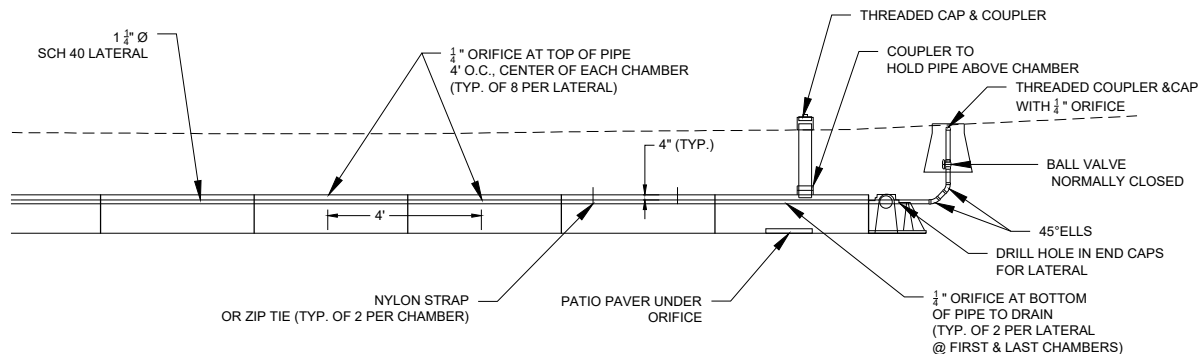 THREADED CAP & COUPLER
1 1/4" Ø
SCH 40 LATERAL
1/4" ORIFICE AT TOP OF PIPE
4' O.C., CENTER OF EACH CHAMBER
(TYP. OF 8 PER LATERAL)
COUPLER TO
HOLD PIPE ABOVE CHAMBER
THREADED COUPLER &CAP
WITH 1/4" ORIFICE
4" (TYP.)
BALL VALVE
NORMALLY CLOSED
4'
45°ELLS
DRILL HOLE IN END CAPS
FOR LATERAL
NYLON STRAP
OR ZIP TIE (TYP. OF 2 PER CHAMBER)
PATIO PAVER UNDER
ORIFICE
1/4" ORIFICE AT BOTTOM
OF PIPE TO DRAIN
(TYP. OF 2 PER LATERAL
@ FIRST & LAST CHAMBERS)